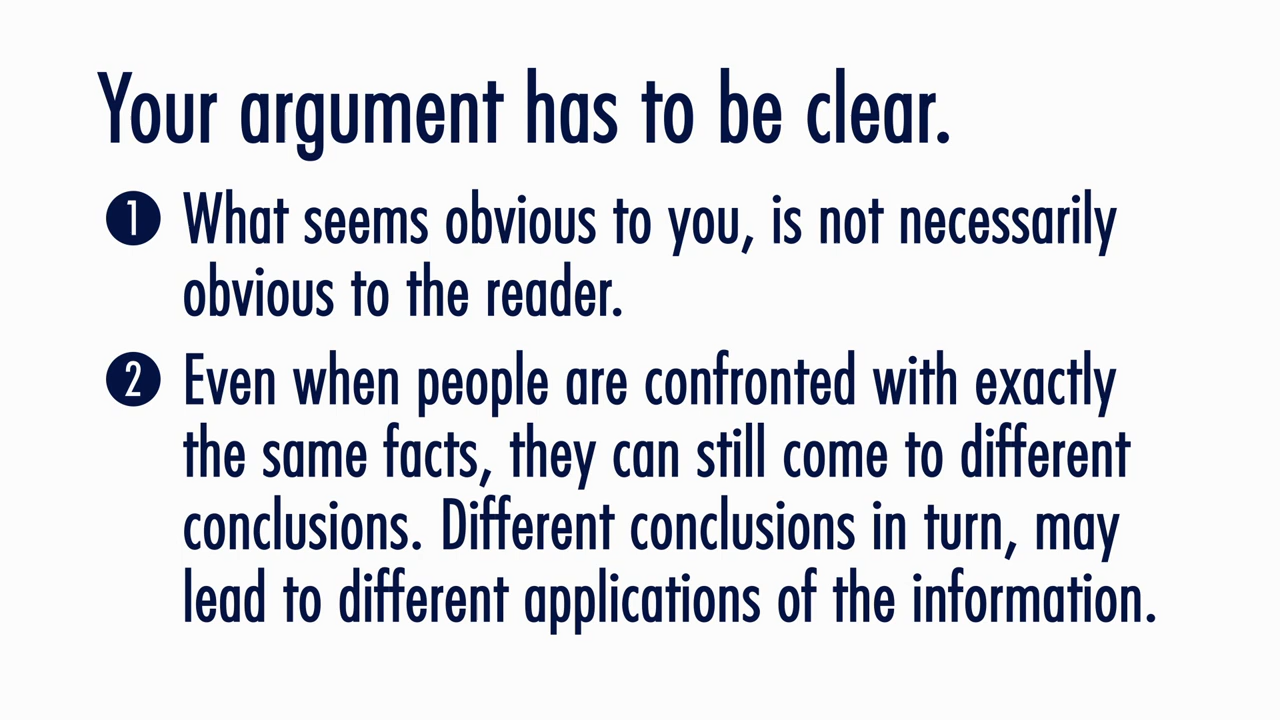 Your argument has to be clear.
1 What seems obvious to you, is not necessarily
obvious to the reader.
2 Even when people are confronted with exactly
the same facts, they can still come to different
conclusions. Different conclusions in turn, may
lead to different applications of the information.